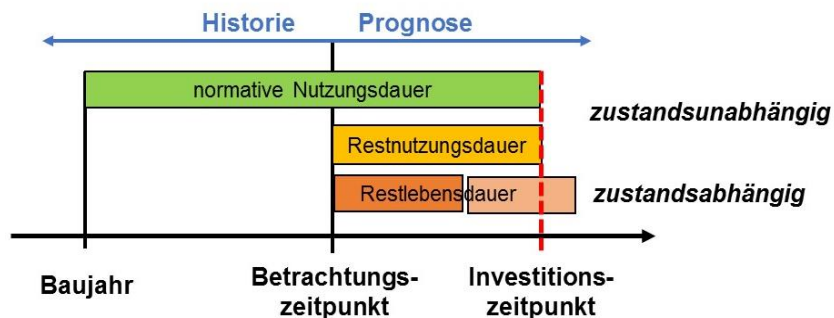 Historie Prognose
normative Nutzungsdauer
zustandsunabhängig
Restnutzungsdauer
Restlebensdauer
zustandsabhängig
Baujahr
Betrachtungs-
zeitpunkt
Investitions-
zeitpunkt